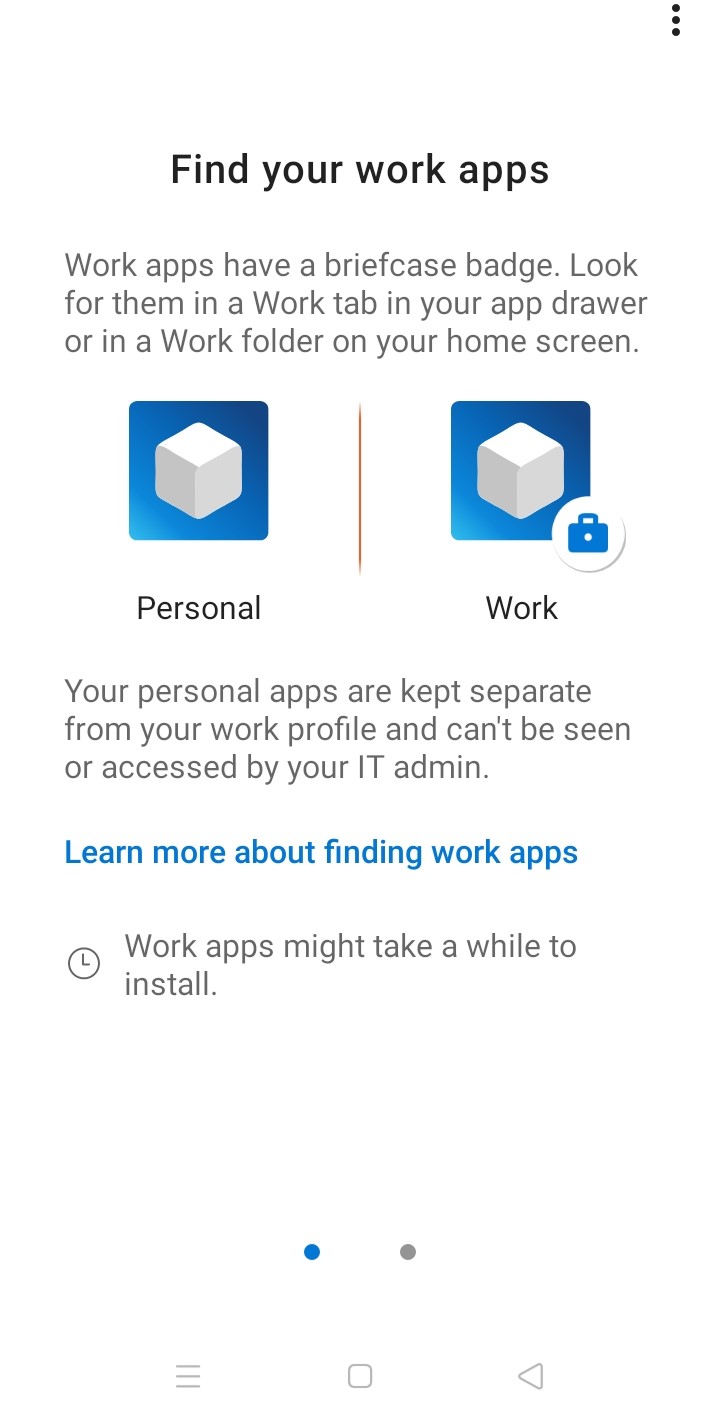 Find your work apps
Work apps have a briefcase badge. Look
for them in a Work tab in your app drawer
or in a Work folder on your home screen.
Personal
Work
Your personal apps are kept separate
from your work profile and can't be seen
or accessed by your IT admin.
Learn more about finding work apps
Work apps might take a while to
install.